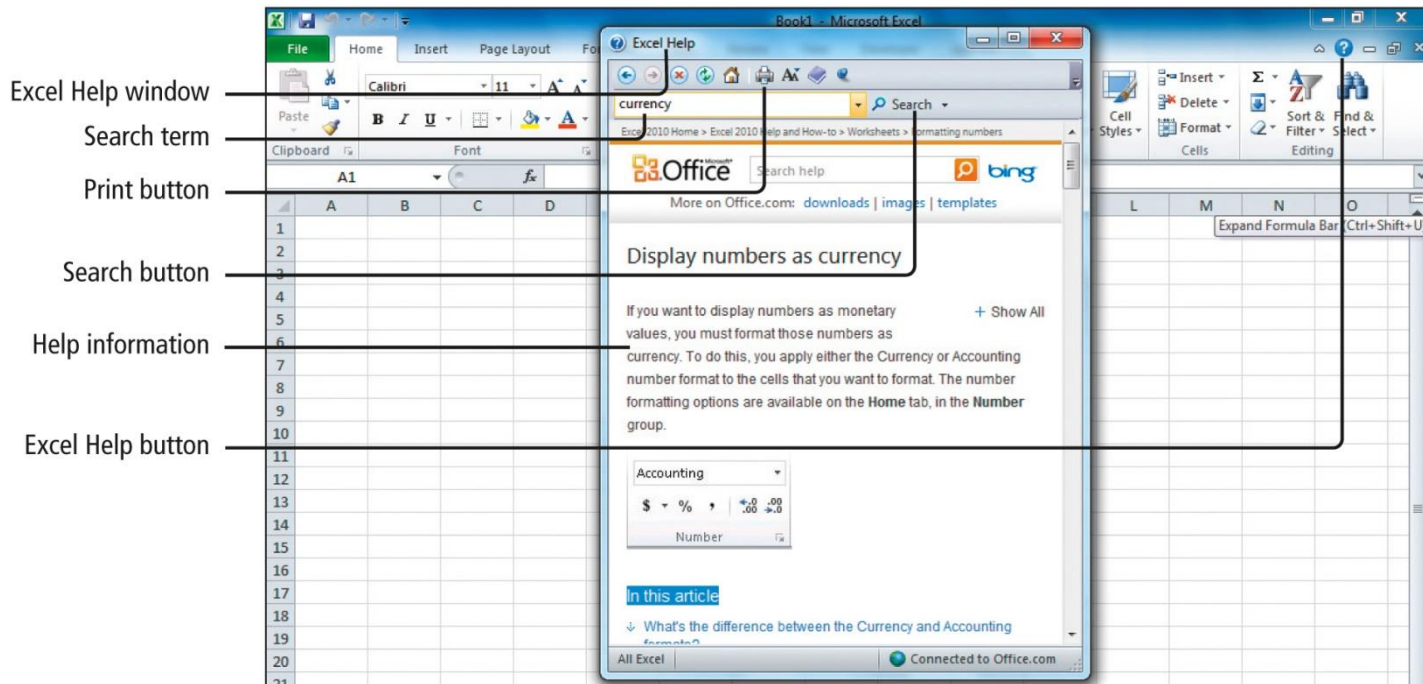 Book1 - Microsoft Excel
File Home Insert Page Layout
Excel Help
Excel Help window
Search term
Print button
Search button
Help information
Excel Help button
Calibri 11
Paste
B I U A
Clipboard Font
currency Search
Excel 2010 Home > Excel 2010 Help and How-to > Worksheets > Formatting numbers
Microsoft Office Search help bing
More on Office.com: downloads | images | templates
Display numbers as currency
If you want to display numbers as monetary + Show All
values, you must format those numbers as
currency. To do this, you apply either the Currency or Accounting
number format to the cells that you want to format. The number
formatting options are available on the Home tab, in the Number
group.
Accounting
$ % , .0 .00 .00 .0
Number
In this article
What's the difference between the Currency and Accounting
formats?
All Excel Connected to Office.com
Cell
Styles
Insert
Delete
Format
Cells
Σ
Sort &
Filter
Find &
Select
Editing
A1 fx
A B C D L M N O
Expand Formula Bar (Ctrl+Shift+U
1
2
3
4
5
6
7
8
9
10
11
12
13
14
15
16
17
18
19
20
21